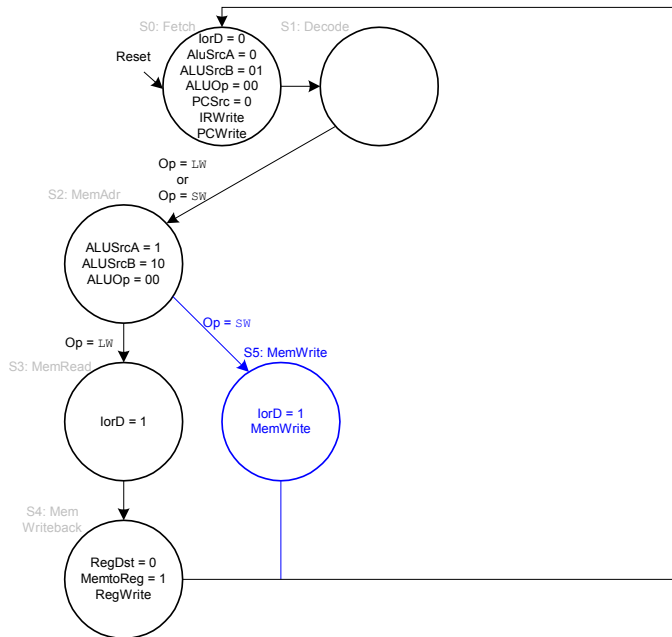 S0: Fetch
S1: Decode
Reset
IorD = 0
AluSrcA = 0
ALUSrcB = 01
ALUOp = 00
PCSrc = 0
IRWrite
PCWrite
Op = LW
or
Op = SW
S2: MemAdr
ALUSrcA = 1
ALUSrcB = 10
ALUOp = 00
Op = SW
Op = LW
S5: MemWrite
S3: MemRead
IorD = 1
IorD = 1
MemWrite
S4: Mem
Writeback
RegDst = 0
MemtoReg = 1
RegWrite